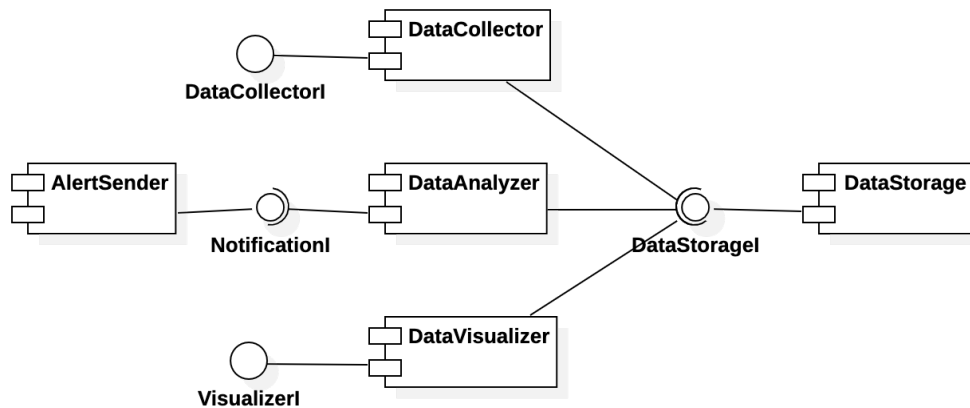 DataCollector
DataCollectorI
AlertSender
DataAnalyzer
DataStorage
NotificationI
DataStorageI
DataVisualizer
VisualizerI